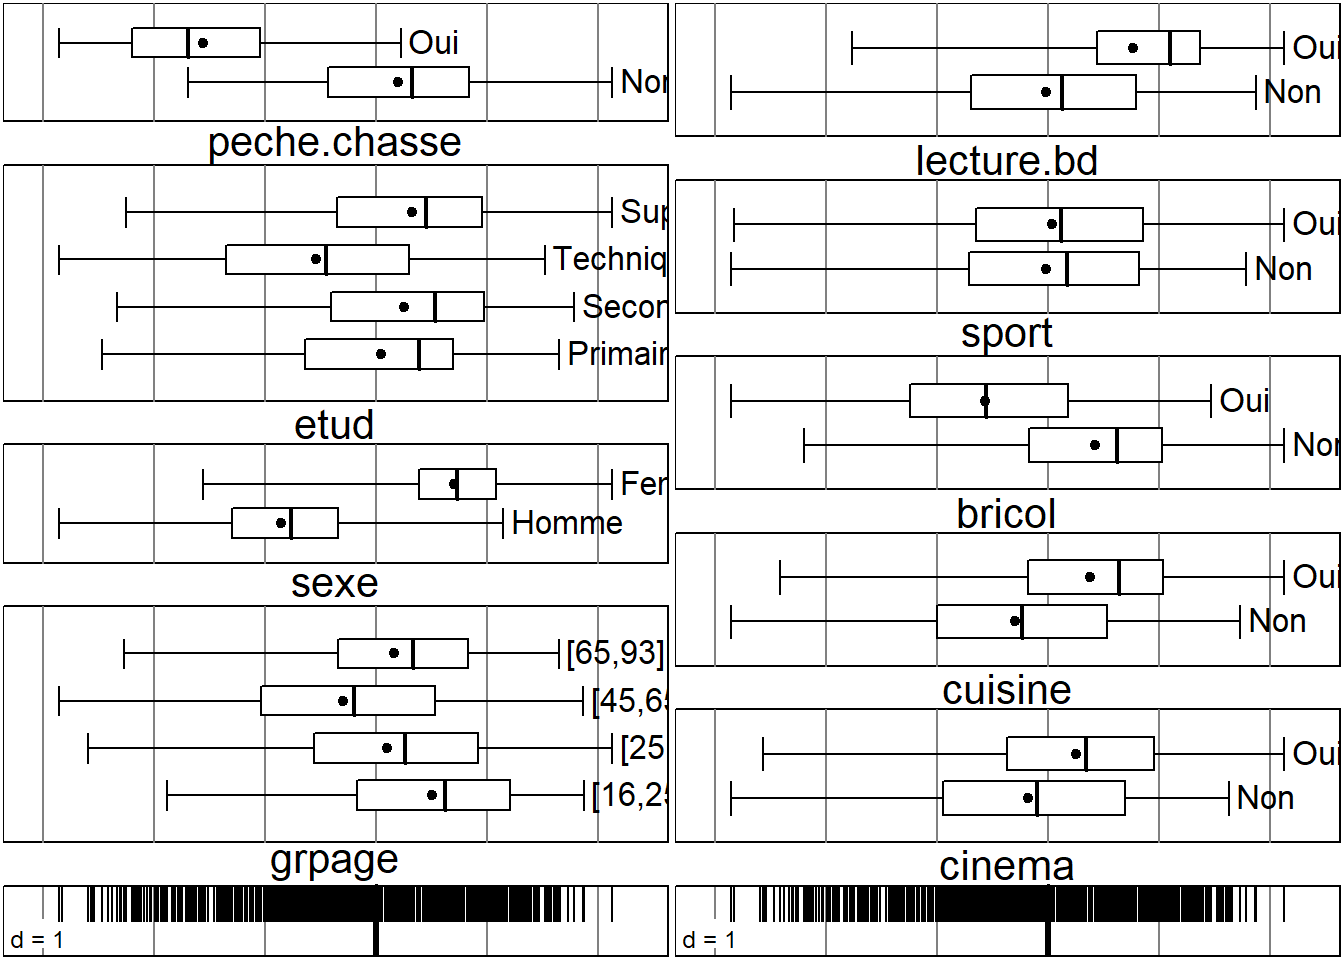 Oui
Non
peche.chasse
Sup
Techniq
Secon
Primair
etud
Fem
Homme
sexe
[65,93]
[45,65
[25
[16,25
grpage
d = 1
Oui
Non
lecture.bd
Oui
Non
sport
Oui
Non
bricol
Oui
Non
cuisine
Oui
Non
cinema
d = 1